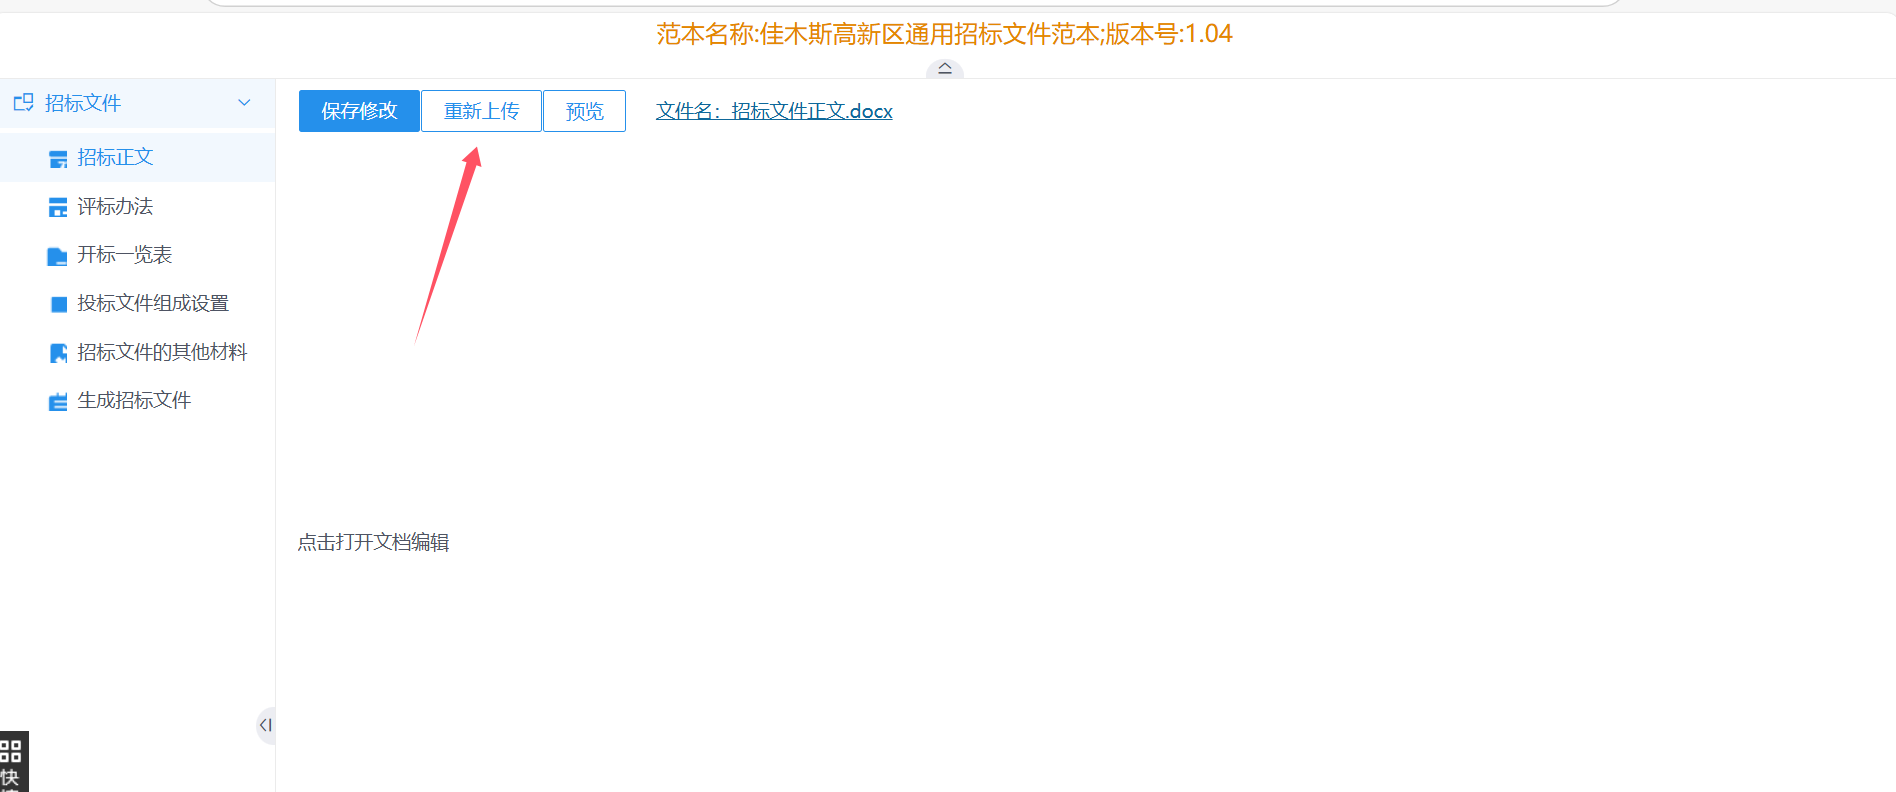 范本名称:佳木斯高新区通用招标文件范本;版本号:1.04
招标文件
保存修改 重新上传 预览 文件名：招标文件正文.docx
招标正文
评标办法
开标一览表
投标文件组成设置
招标文件的其他材料
生成招标文件
点击打开文档编辑
快